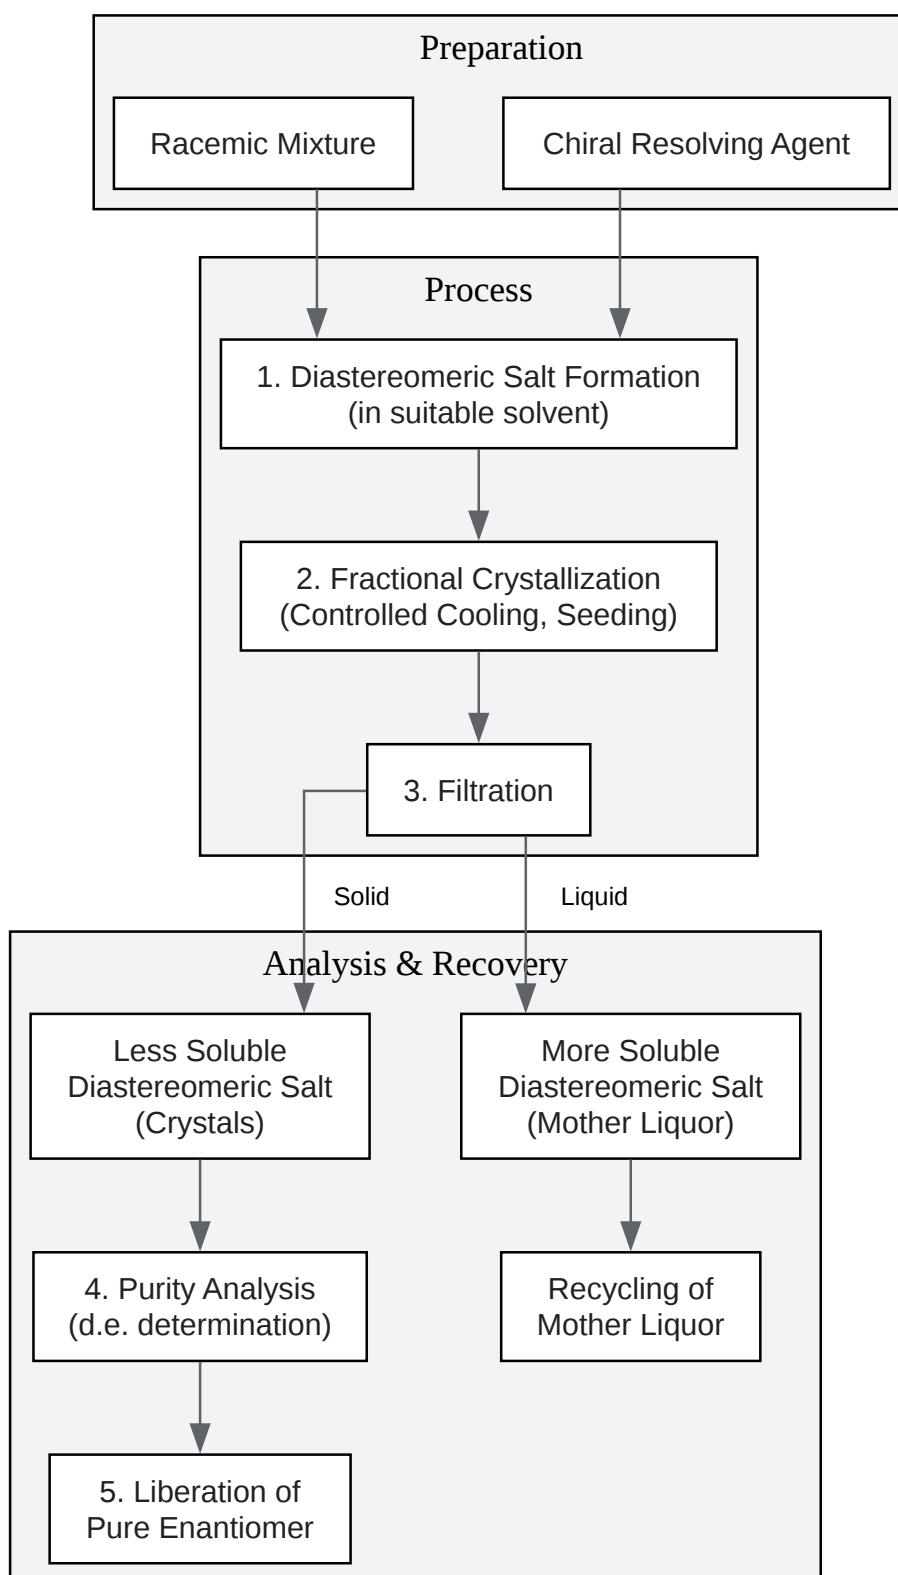 Preparation
Racemic Mixture
Chiral Resolving Agent
Process
1. Diastereomeric Salt Formation
(in suitable solvent)
2. Fractional Crystallization
(Controlled Cooling, Seeding)
3. Filtration
Solid
Liquid
Analysis & Recovery
Less Soluble
Diastereomeric Salt
(Crystals)
More Soluble
Diastereomeric Salt
(Mother Liquor)
4. Purity Analysis
(d.e. determination)
Recycling of
Mother Liquor
5. Liberation of
Pure Enantiomer